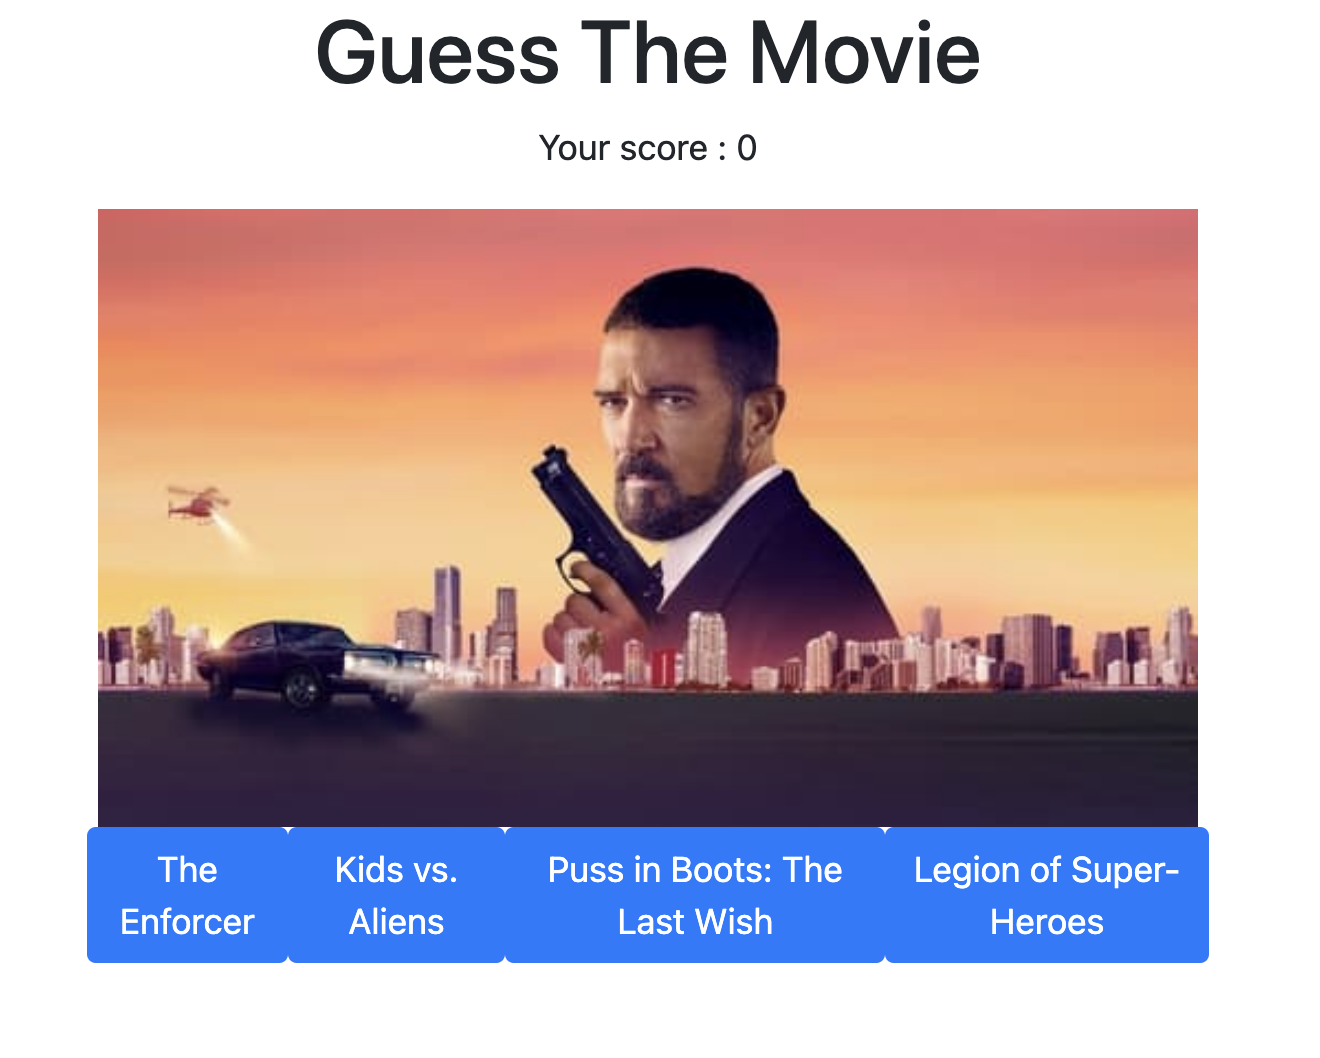 Guess The Movie
Your score : 0
The
Enforcer
Kids vs.
Aliens
Puss in Boots: The
Last Wish
Legion of Super-
Heroes